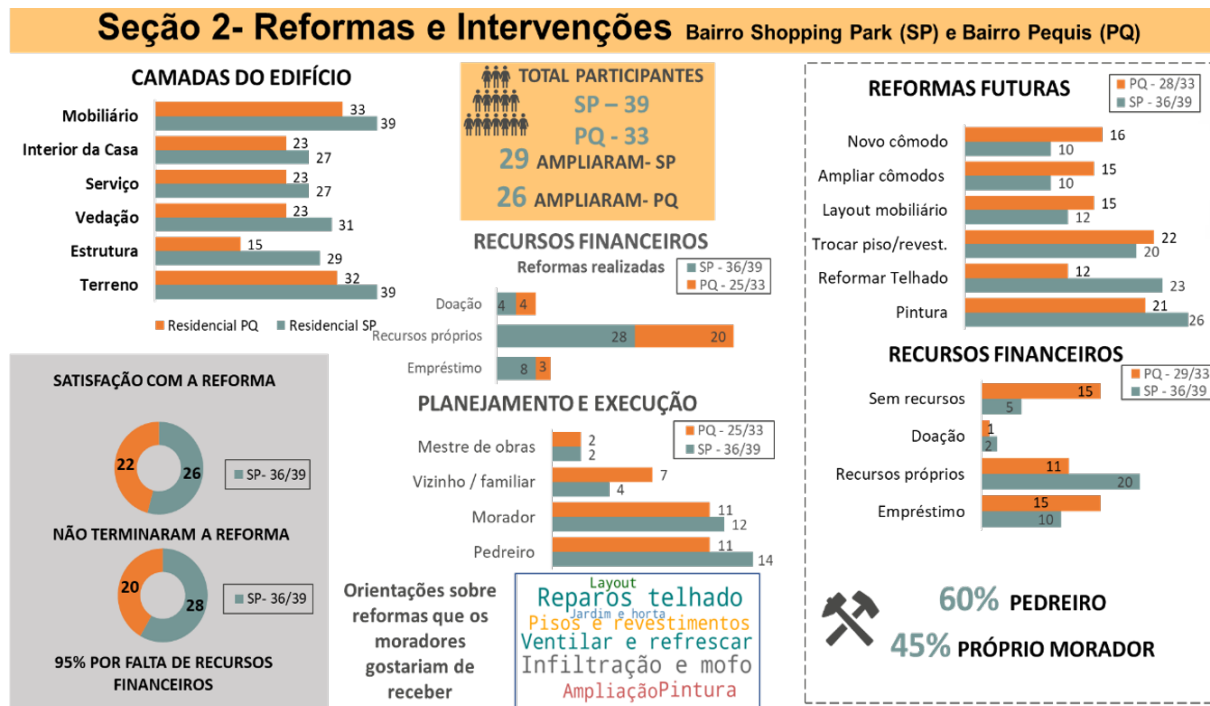 Seção 2- Reformas e Intervenções Bairro Shopping Park (SP) e Bairro Pequis (PQ)
CAMADAS DO EDIFÍCIO
Mobiliário 33
39
Interior da Casa 23
27
Serviço 23
27
Vedação 23
31
Estrutura 15
29
Terreno 32
39
Residencial PQ Residencial SP
SATISFAÇÃO COM A REFORMA
22 26
SP- 36/39
NÃO TERMINARAM A REFORMA
20 28
SP- 36/39
95% POR FALTA DE RECURSOS
FINANCEIROS
TOTAL PARTICIPANTES
SP – 39
PQ - 33
29 AMPLIARAM- SP
26 AMPLIARAM- PQ
RECURSOS FINANCEIROS
Reformas realizadas
SP - 36/39
PQ - 25/33
Doação 4 4
Recursos próprios 28 20
Empréstimo 8 3
PLANEJAMENTO E EXECUÇÃO
PQ - 25/33
SP - 36/39
Mestre de obras 2
2
Vizinho / familiar 7
4
Morador 11
12
Pedreiro 11
14
Orientações sobre
reformas que os
moradores
gostariam de
receber
Layout
Reparos telhado
Jardim e horta
Pisos e revestimentos
Ventilar e refrescar
Infiltração e mofo
Ampliação Pintura
REFORMAS FUTURAS
PQ - 28/33
SP - 36/39
Novo cômodo 16
10
Ampliar cômodos 15
10
Layout mobiliário 15
12
Trocar piso/revest. 22
20
Reformar Telhado 12
23
Pintura 21
26
RECURSOS FINANCEIROS
PQ - 29/33
SP - 36/39
Sem recursos 15
5
Doação 1
2
Recursos próprios 11
20
Empréstimo 15
10
60% PEDREIRO
45% PRÓPRIO MORADOR